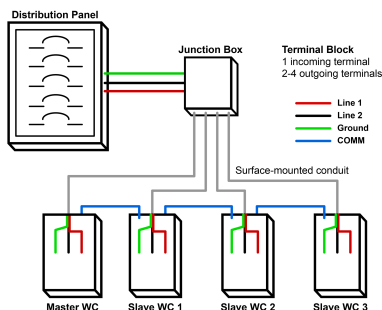 Distribution Panel
Junction Box
Terminal Block
1 incoming terminal
2-4 outgoing terminals
Line 1
Line 2
Ground
COMM
Surface-mounted conduit
Master WC
Slave WC 1
Slave WC 2
Slave WC 3